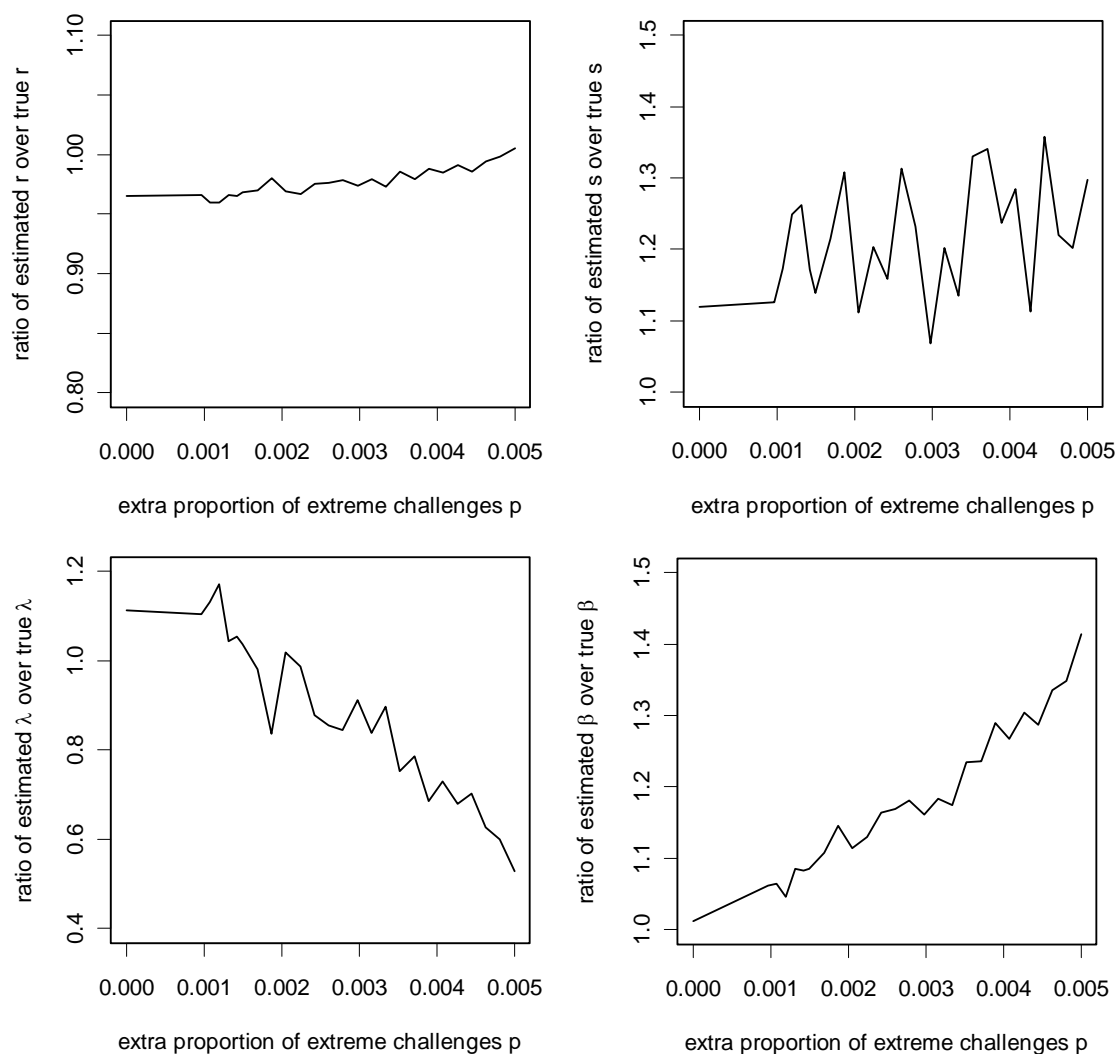 ratio of estimated r over true r
1.10
1.00
0.90
0.80
0.000 0.001 0.002 0.003 0.004 0.005
extra proportion of extreme challenges p
ratio of estimated s over true s
1.5
1.4
1.3
1.2
1.1
1.0
0.000 0.001 0.002 0.003 0.004 0.005
extra proportion of extreme challenges p
ratio of estimated λ over true λ
1.2
1.0
0.8
0.6
0.4
0.000 0.001 0.002 0.003 0.004 0.005
extra proportion of extreme challenges p
ratio of estimated β over true β
1.5
1.4
1.3
1.2
1.1
1.0
0.000 0.001 0.002 0.003 0.004 0.005
extra proportion of extreme challenges p